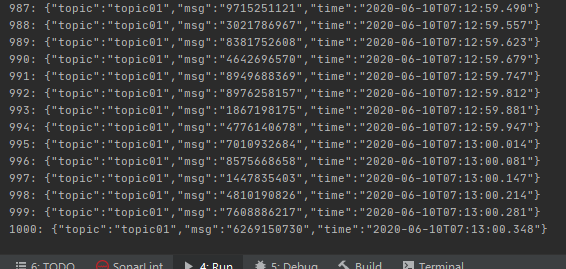 987: {"topic":"topic01","msg":"9715251121","time":"2020-06-10T07:12:59.490"}
988: {"topic":"topic01","msg":"3021786967","time":"2020-06-10T07:12:59.557"}
989: {"topic":"topic01","msg":"8381752608","time":"2020-06-10T07:12:59.623"}
990: {"topic":"topic01","msg":"4642696570","time":"2020-06-10T07:12:59.679"}
991: {"topic":"topic01","msg":"8949688369","time":"2020-06-10T07:12:59.747"}
992: {"topic":"topic01","msg":"8976258157","time":"2020-06-10T07:12:59.812"}
993: {"topic":"topic01","msg":"1867198175","time":"2020-06-10T07:12:59.881"}
994: {"topic":"topic01","msg":"4776140678","time":"2020-06-10T07:12:59.947"}
995: {"topic":"topic01","msg":"7010932684","time":"2020-06-10T07:13:00.014"}
996: {"topic":"topic01","msg":"8575668658","time":"2020-06-10T07:13:00.081"}
997: {"topic":"topic01","msg":"1447835403","time":"2020-06-10T07:13:00.147"}
998: {"topic":"topic01","msg":"4810190826","time":"2020-06-10T07:13:00.214"}
999: {"topic":"topic01","msg":"7608886217","time":"2020-06-10T07:13:00.281"}
1000: {"topic":"topic01","msg":"6269150730","time":"2020-06-10T07:13:00.348"}
6: TODO SonarLint 4: Run 5: Debug Build Terminal